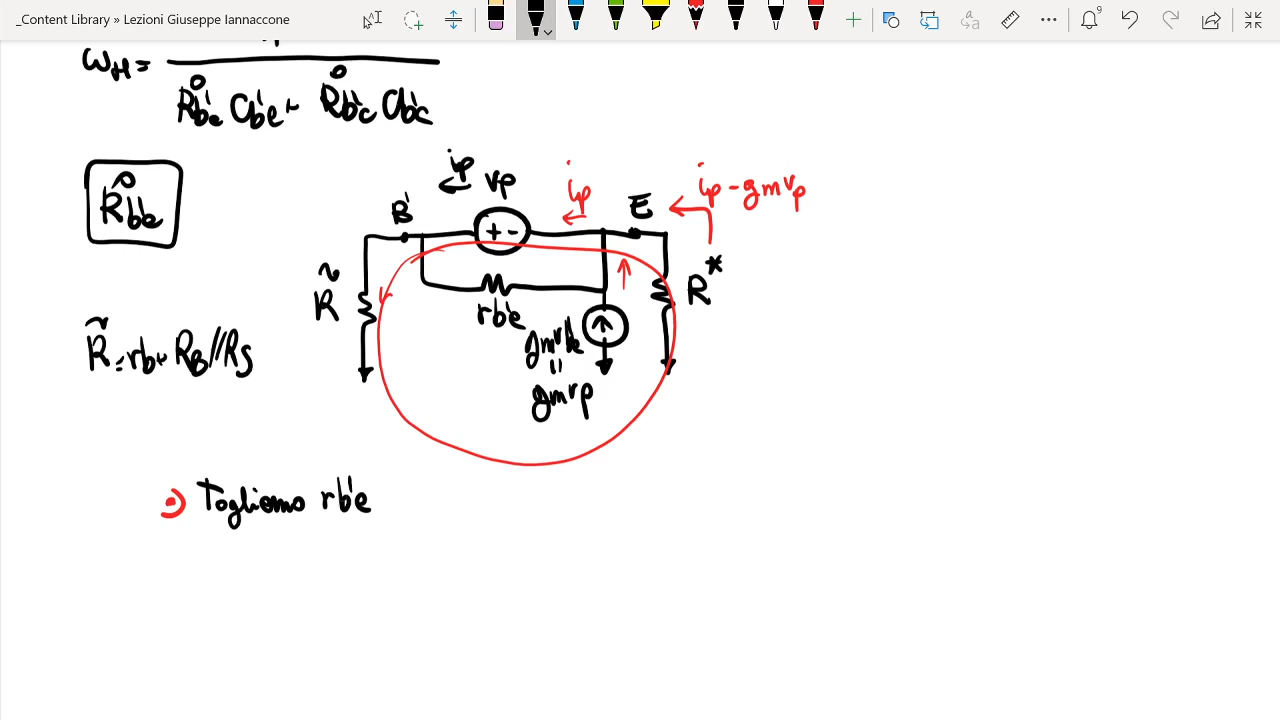 _Content Library » Lezioni Giuseppe Iannaccone
9
ωH =
R°b'e Cb'e + R°b'c Cb'c
R°b'e
ip
vp
ip
ip - gm vp
B'
+ -
E
R̃
rb'e
R*
gm vb'e
=
gm vp
R̃ = rb + RB//RS
•) Togliamo rb'e